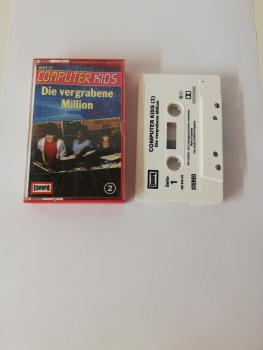 COMPUTER KIDS
Die vergrabene
Million
EUROPA
2
COMPUTER KIDS (2)
Die vergrabene Million
Seite
1
STEREO